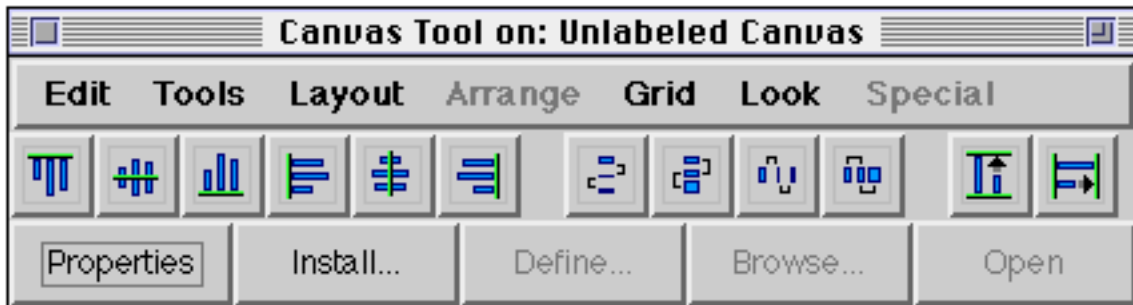 Canvas Tool on: Unlabeled Canvas
Edit Tools Layout Arrange Grid Look Special
Properties Install... Define... Browse... Open